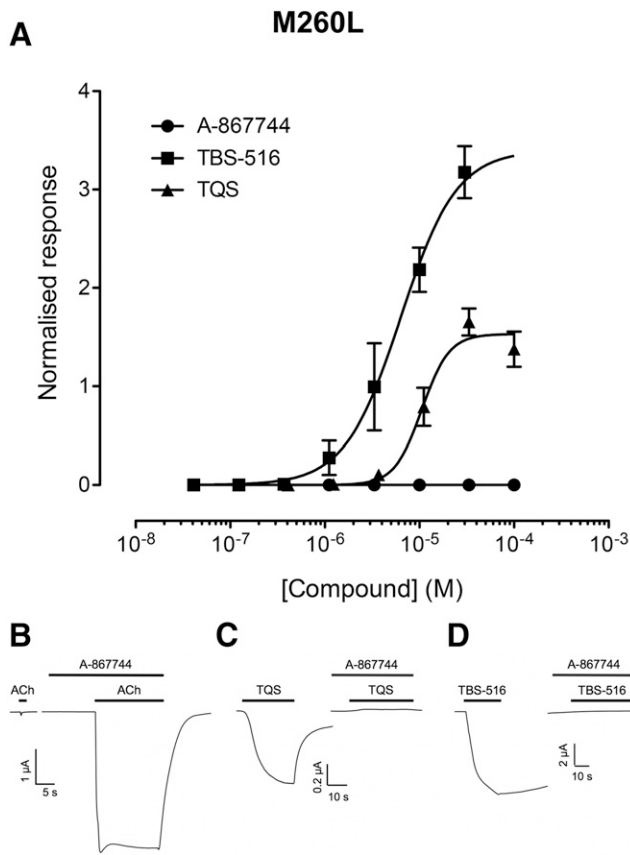 M260L
A
4
3
2
1
0
Normalised response
A-867744
TBS-516
TQS
10-8
10-7
10-6
10-5
10-4
10-3
[Compound] (M)
B
A-867744
ACh
ACh
1 µA
5 s
C
A-867744
TQS
TQS
0.2 µA
10 s
D
A-867744
TBS-516
TBS-516
2 µA
10 s